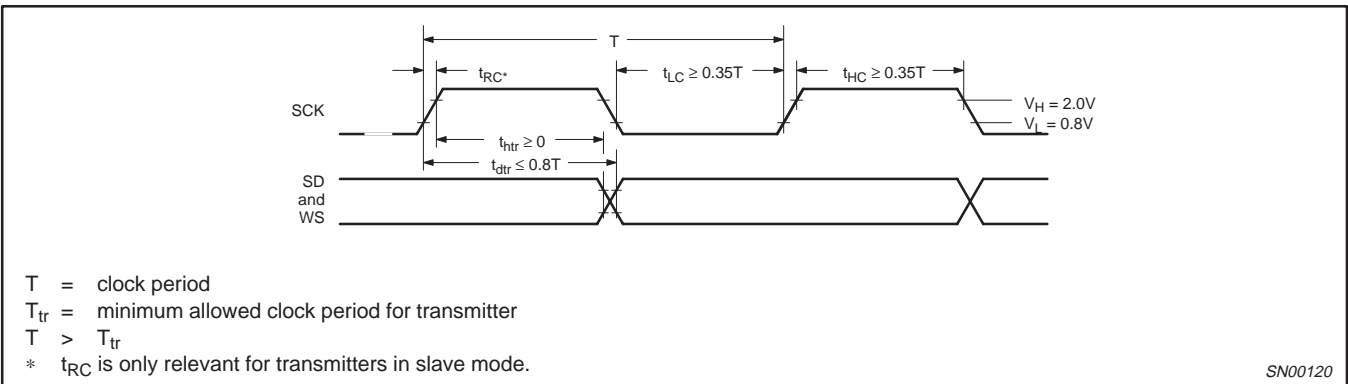 T
tRC*
tLC ≥ 0.35T
tHC ≥ 0.35T
SCK
VH = 2.0V
VL = 0.8V
thtr ≥ 0
tdtr ≤ 0.8T
SD
and
WS
T = clock period
Ttr = minimum allowed clock period for transmitter
T > Ttr
* tRC is only relevant for transmitters in slave mode.
SN00120